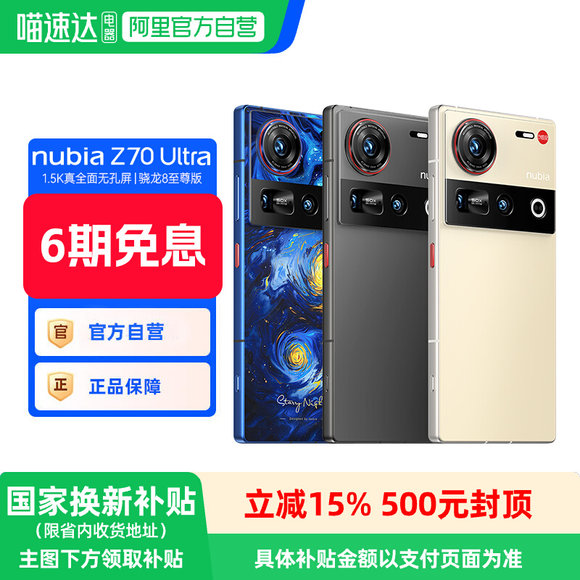 喵速达电器 阿里官方自营
nubia Z70 Ultra
1.5K真全面无孔屏|骁龙8至尊版
6期免息
官 官方自营
正 正品保障
nubia
Starry Night
国家换新补贴
(限省内收货地址)
主图下方领取补贴
立减15% 500元封顶
具体补贴金额以支付页面为准